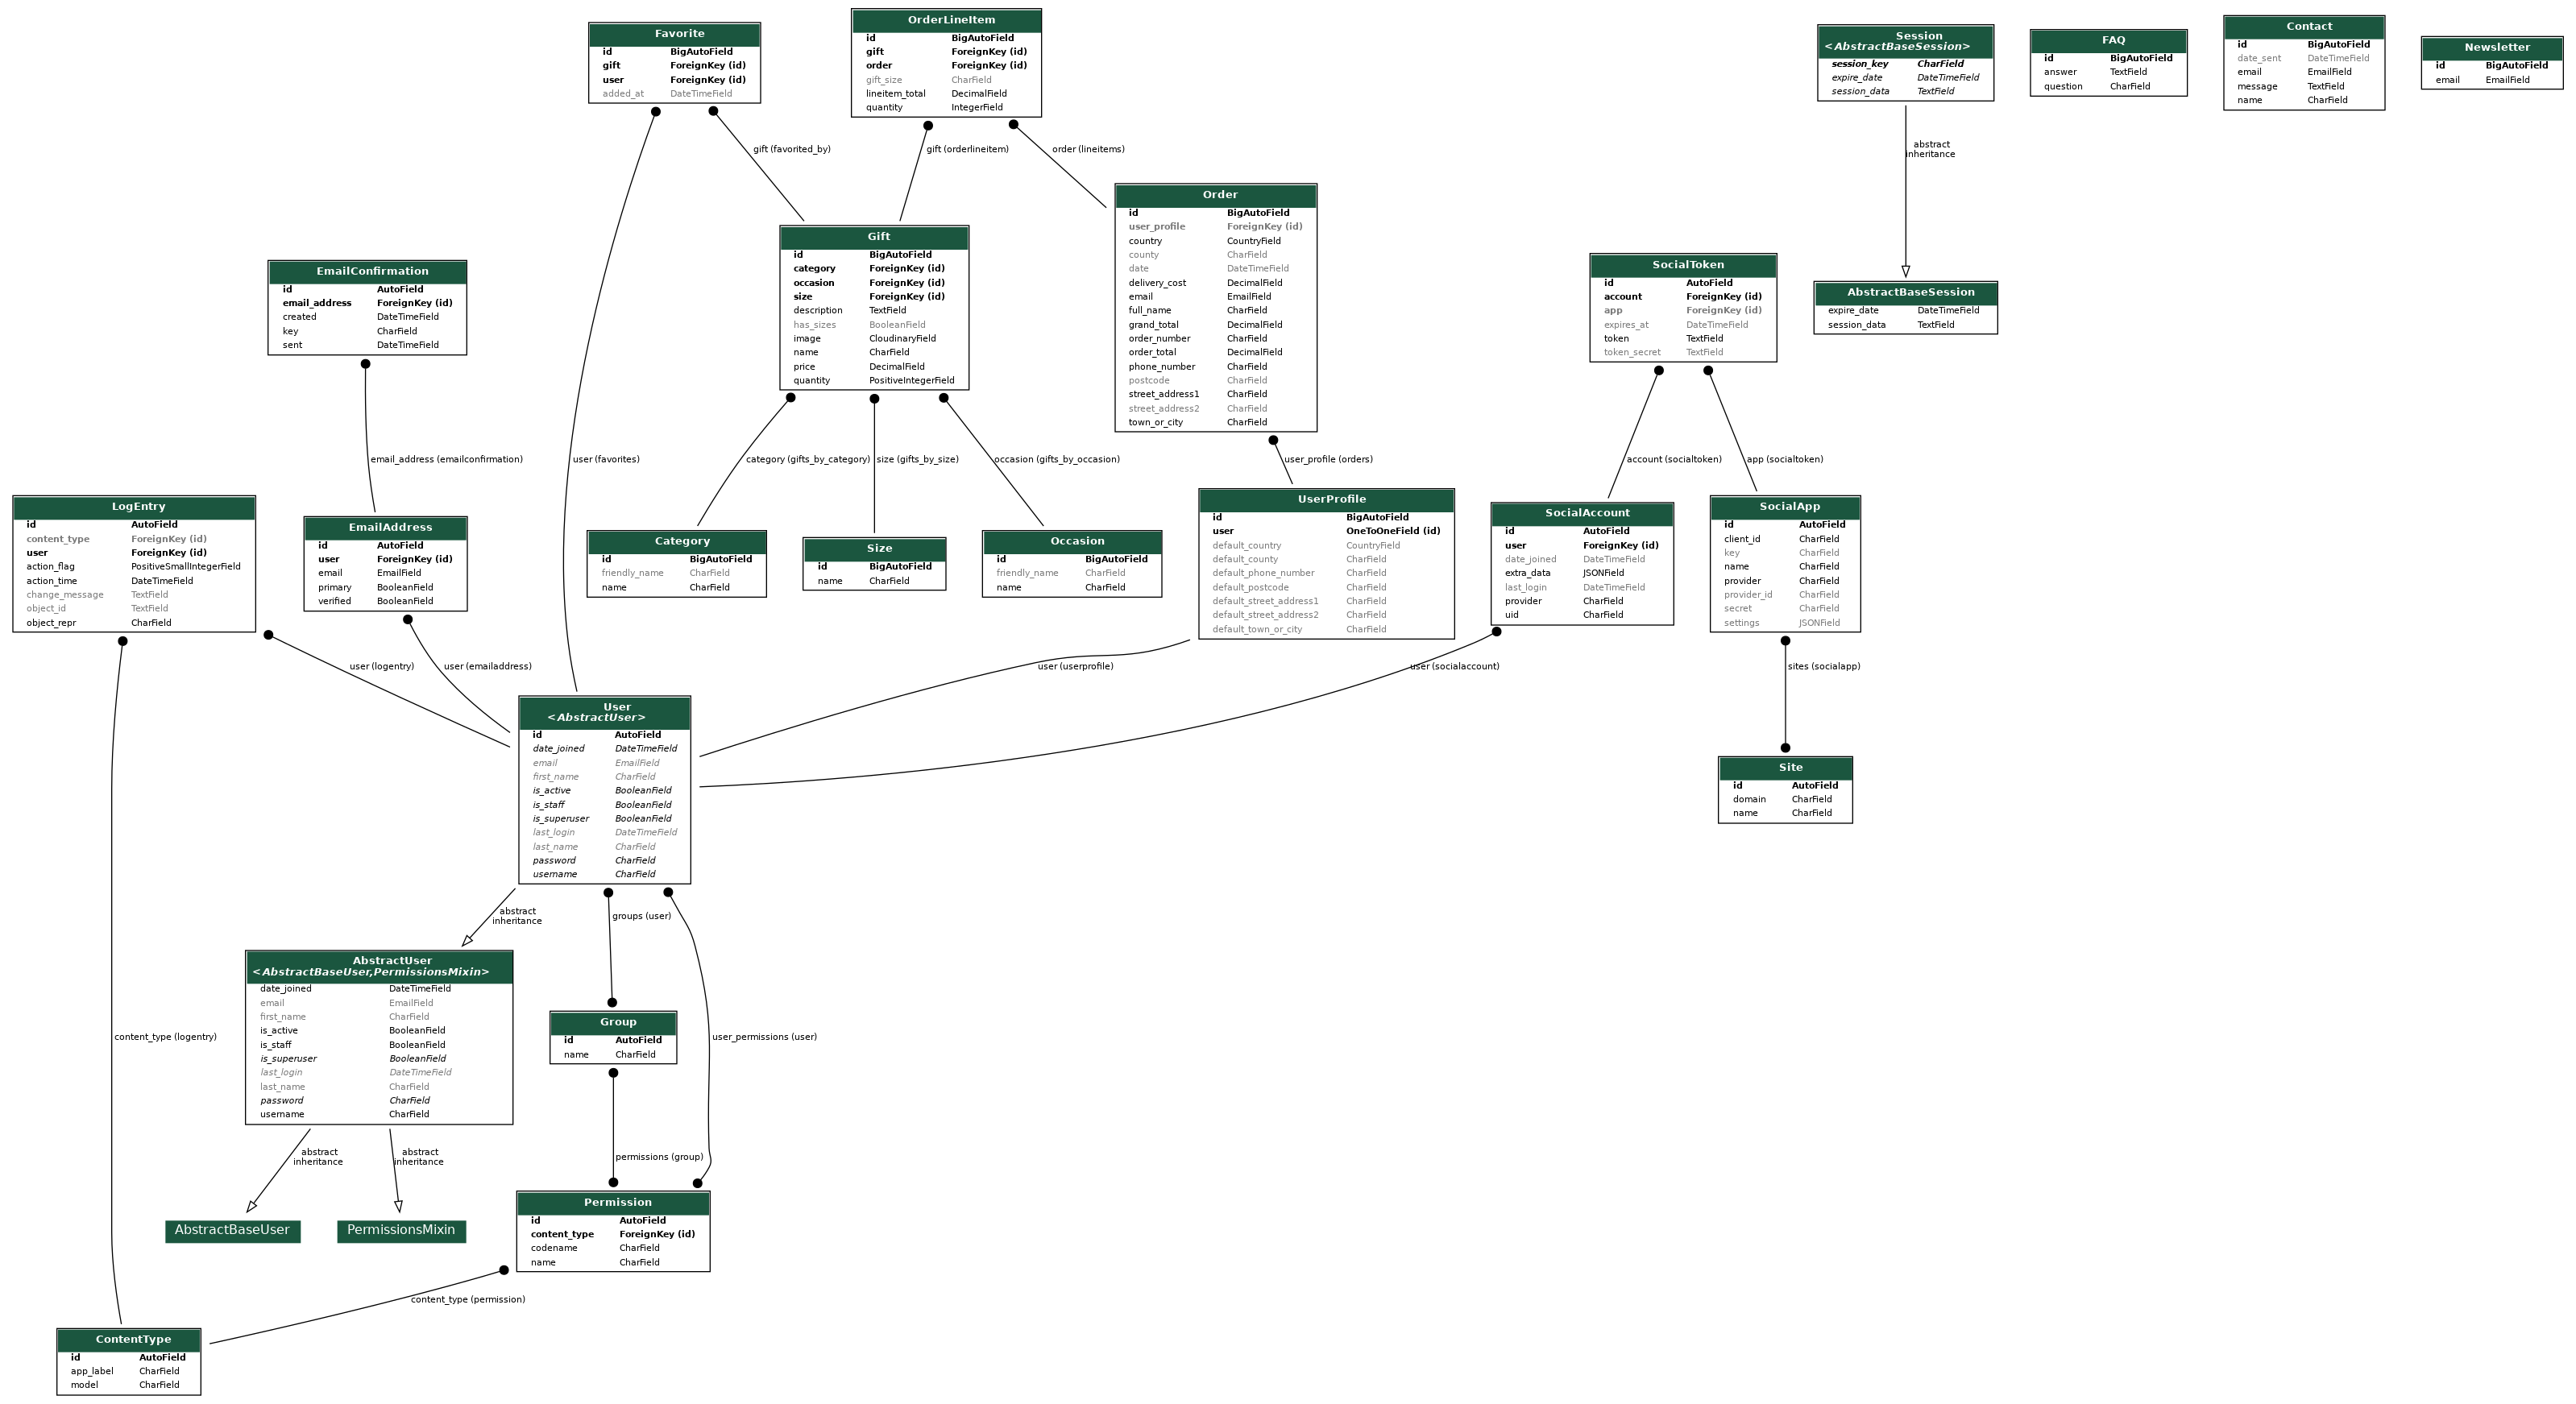 Favorite
id BigAutoField
gift ForeignKey (id)
user ForeignKey (id)
added_at DateTimeField
OrderLineItem
id BigAutoField
gift ForeignKey (id)
order ForeignKey (id)
gift_size CharField
lineitem_total DecimalField
quantity IntegerField
Session
<AbstractBaseSession>
session_key CharField
expire_date DateTimeField
session_data TextField
FAQ
id BigAutoField
answer TextField
question CharField
Contact
id BigAutoField
date_sent DateTimeField
email EmailField
message TextField
name CharField
Newsletter
id BigAutoField
email EmailField
gift (favorited_by)
gift (orderlineitem)
order (lineitems)
abstract
inheritance
EmailConfirmation
id AutoField
email_address ForeignKey (id)
created DateTimeField
key CharField
sent DateTimeField
Gift
id BigAutoField
category ForeignKey (id)
occasion ForeignKey (id)
size ForeignKey (id)
description TextField
has_sizes BooleanField
image CloudinaryField
name CharField
price DecimalField
quantity PositiveIntegerField
Order
id BigAutoField
user_profile ForeignKey (id)
country CountryField
county CharField
date DateTimeField
delivery_cost DecimalField
email EmailField
full_name CharField
grand_total DecimalField
order_number CharField
order_total DecimalField
phone_number CharField
postcode CharField
street_address1 CharField
street_address2 CharField
town_or_city CharField
SocialToken
id AutoField
account ForeignKey (id)
app ForeignKey (id)
expires_at DateTimeField
token TextField
token_secret TextField
AbstractBaseSession
expire_date DateTimeField
session_data TextField
email_address (emailconfirmation)
user (favorites)
category (gifts_by_category)
size (gifts_by_size)
occasion (gifts_by_occasion)
user_profile (orders)
account (socialtoken)
app (socialtoken)
LogEntry
id AutoField
content_type ForeignKey (id)
user ForeignKey (id)
action_flag PositiveSmallIntegerField
action_time DateTimeField
change_message TextField
object_id TextField
object_repr CharField
EmailAddress
id AutoField
user ForeignKey (id)
email EmailField
primary BooleanField
verified BooleanField
Category
id BigAutoField
friendly_name CharField
name CharField
Size
id BigAutoField
name CharField
Occasion
id BigAutoField
friendly_name CharField
name CharField
UserProfile
id BigAutoField
user OneToOneField (id)
default_country CountryField
default_county CharField
default_phone_number CharField
default_postcode CharField
default_street_address1 CharField
default_street_address2 CharField
default_town_or_city CharField
SocialAccount
id AutoField
user ForeignKey (id)
date_joined DateTimeField
extra_data JSONField
last_login DateTimeField
provider CharField
uid CharField
SocialApp
id AutoField
client_id CharField
key CharField
name CharField
provider CharField
provider_id CharField
secret CharField
settings JSONField
user (logentry)
user (emailaddress)
user (userprofile)
user (socialaccount)
sites (socialapp)
User
<AbstractUser>
id AutoField
date_joined DateTimeField
email EmailField
first_name CharField
is_active BooleanField
is_staff BooleanField
is_superuser BooleanField
last_login DateTimeField
last_name CharField
password CharField
username CharField
Site
id AutoField
domain CharField
name CharField
abstract
inheritance
groups (user)
AbstractUser
<AbstractBaseUser,PermissionsMixin>
date_joined DateTimeField
email EmailField
first_name CharField
is_active BooleanField
is_staff BooleanField
is_superuser BooleanField
last_login DateTimeField
last_name CharField
password CharField
username CharField
Group
id AutoField
name CharField
content_type (logentry)
user_permissions (user)
abstract
inheritance
abstract
inheritance
permissions (group)
AbstractBaseUser
PermissionsMixin
Permission
id AutoField
content_type ForeignKey (id)
codename CharField
name CharField
content_type (permission)
ContentType
id AutoField
app_label CharField
model CharField